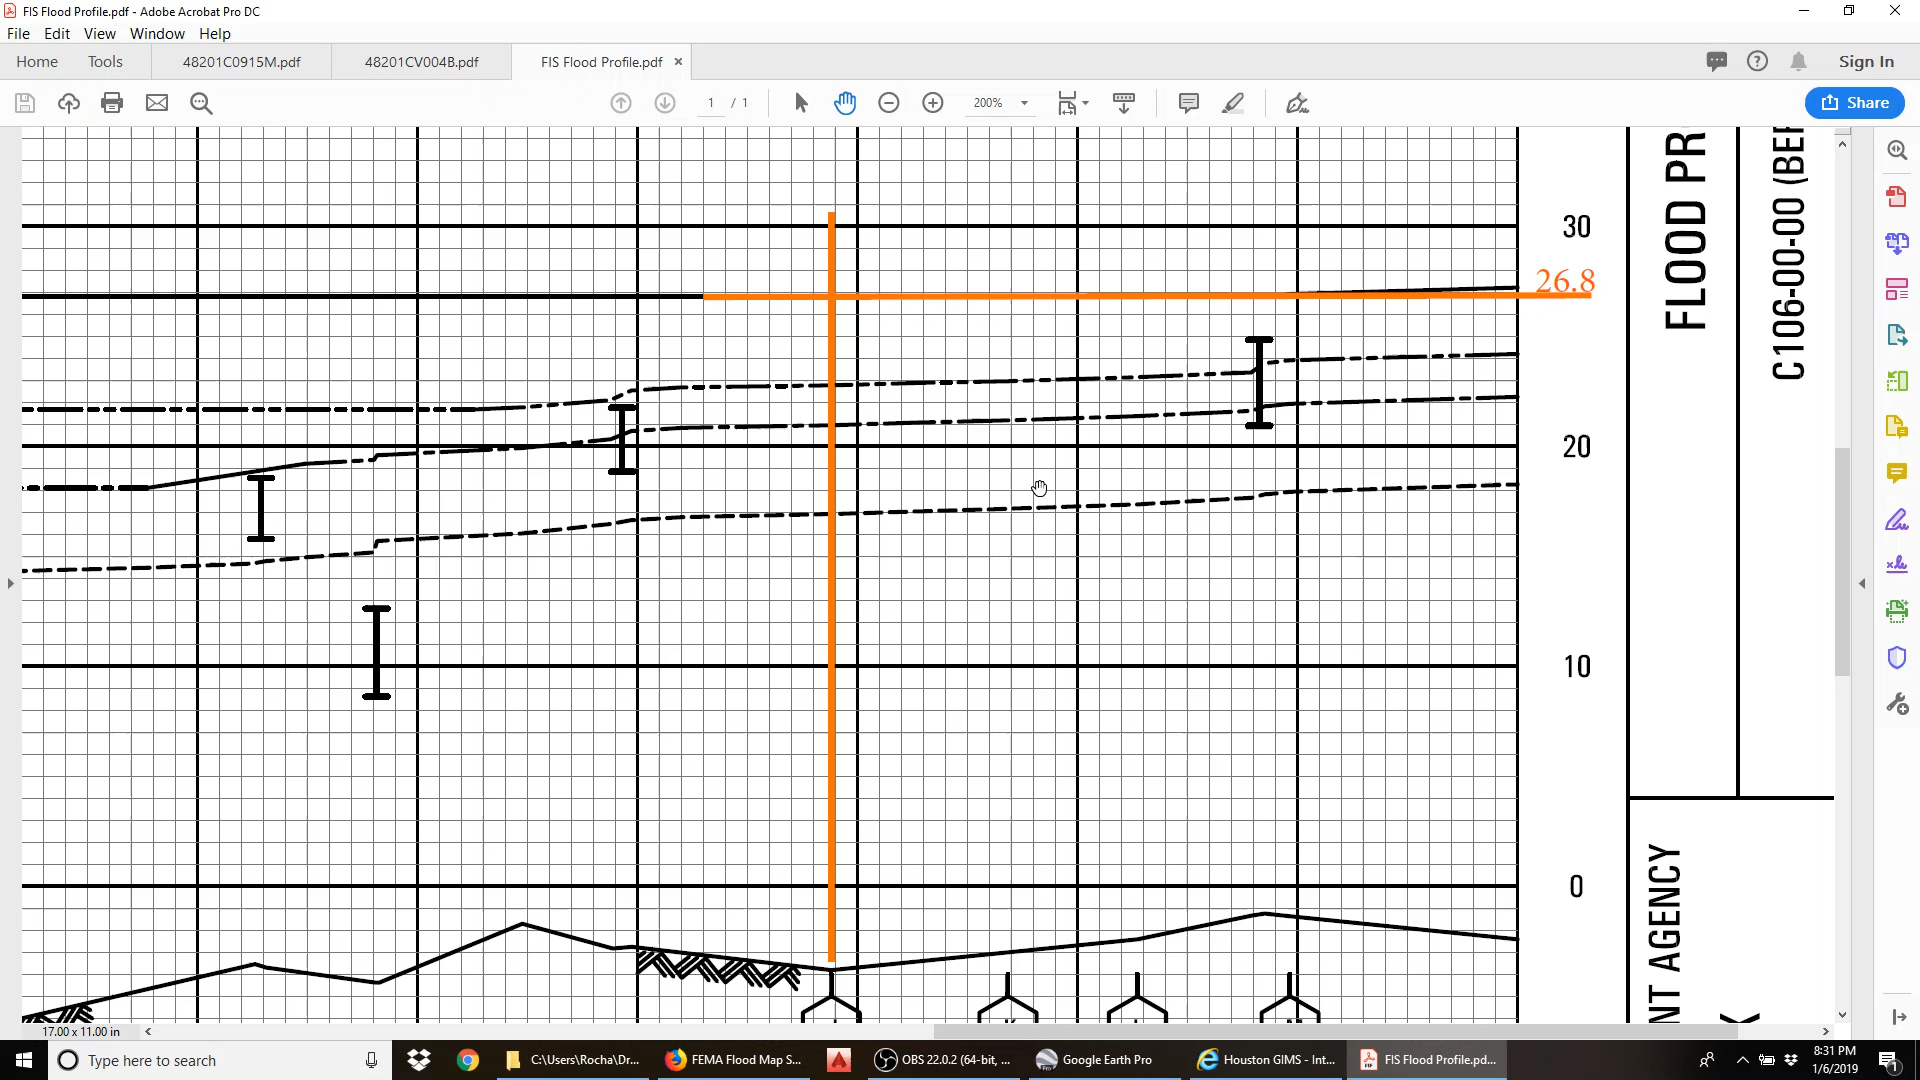 FIS Flood Profile.pdf - Adobe Acrobat Pro DC
File Edit View Window Help
Home Tools 48201C0915M.pdf 48201CV004B.pdf FIS Flood Profile.pdf × Sign In
1 / 1 200% Share
30
26.8
20
10
0
FLOOD PR
C106-00-00 (BER
NT AGENCY
17.00 x 11.00 in
Type here to search
C:\Users\Rocha\Dr...
FEMA Flood Map S...
OBS 22.0.2 (64-bit, ...
Google Earth Pro
Houston GIMS - Int...
FIS Flood Profile.pd...
8:31 PM
1/6/2019
1